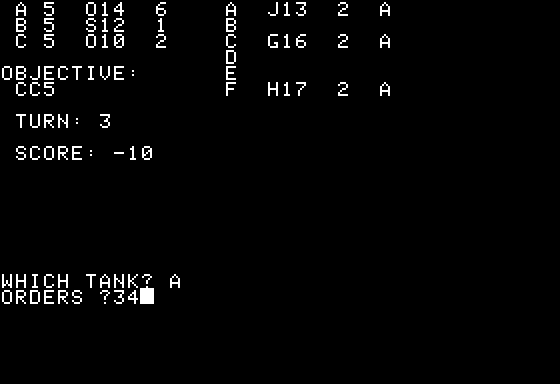 A 5 O14 6 A J13 2 A
B 5 S12 1 B
C 5 O10 2 C G16 2 A
D
OBJECTIVE: E
CC5 F H17 2 A
TURN: 3
SCORE: -10
WHICH TANK? A
ORDERS ?34